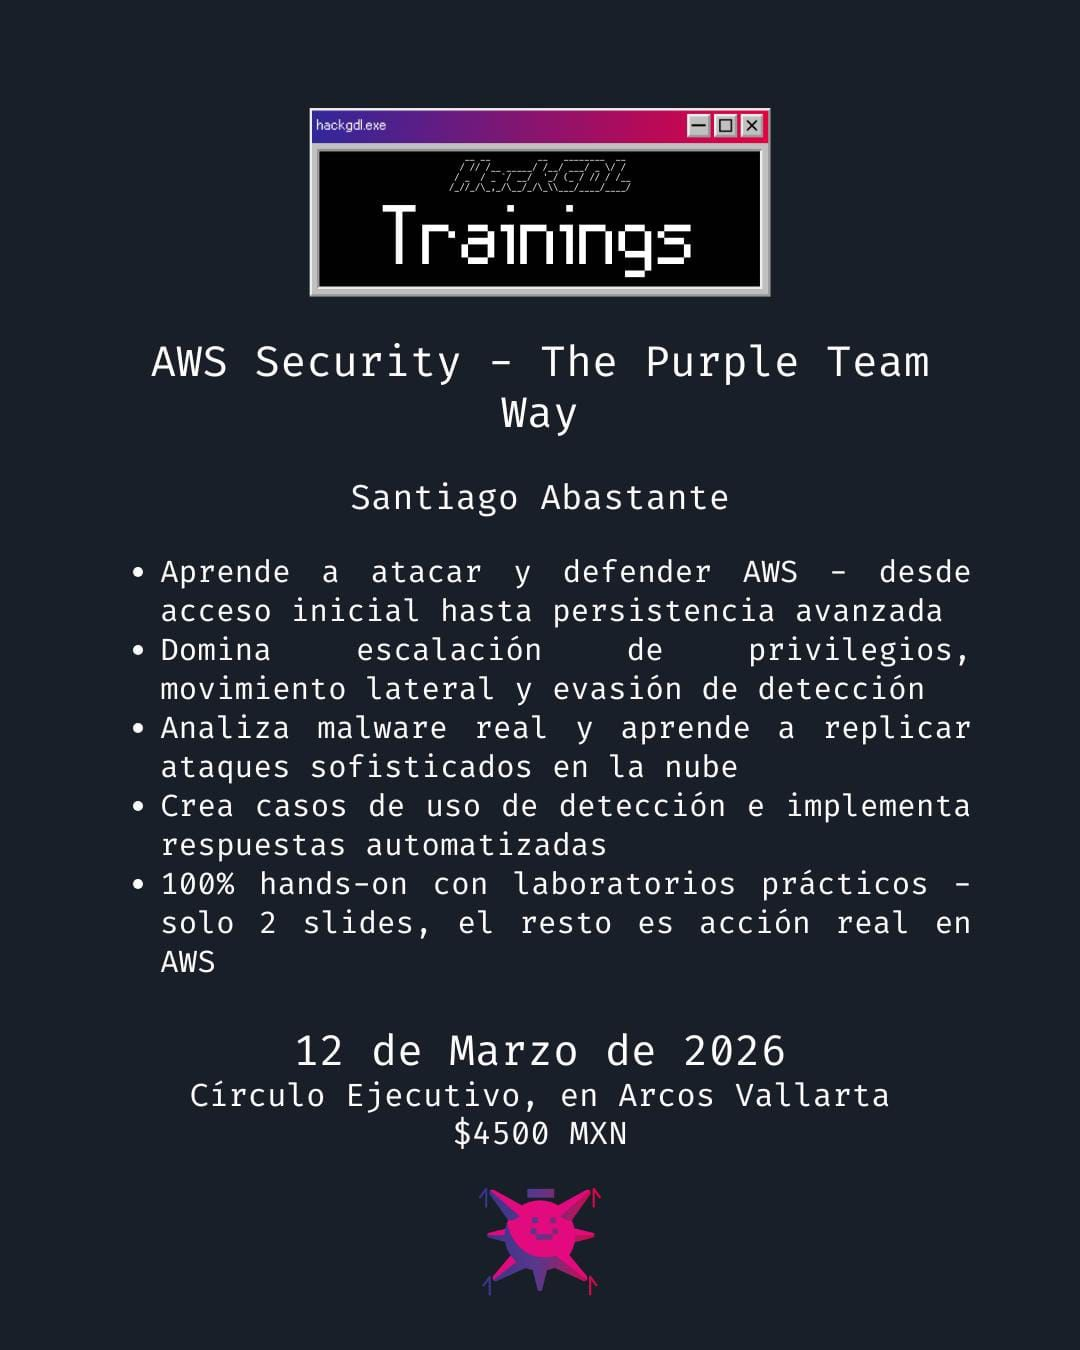 hackgdl.exe
HackGDL
Trainings
AWS Security - The Purple Team
Way
Santiago Abastante
• Aprende a atacar y defender AWS - desde
acceso inicial hasta persistencia avanzada
• Domina escalación de privilegios,
movimiento lateral y evasión de detección
• Analiza malware real y aprende a replicar
ataques sofisticados en la nube
• Crea casos de uso de detección e implementa
respuestas automatizadas
• 100% hands-on con laboratorios prácticos -
solo 2 slides, el resto es acción real en
AWS
12 de Marzo de 2026
Círculo Ejecutivo, en Arcos Vallarta
$4500 MXN